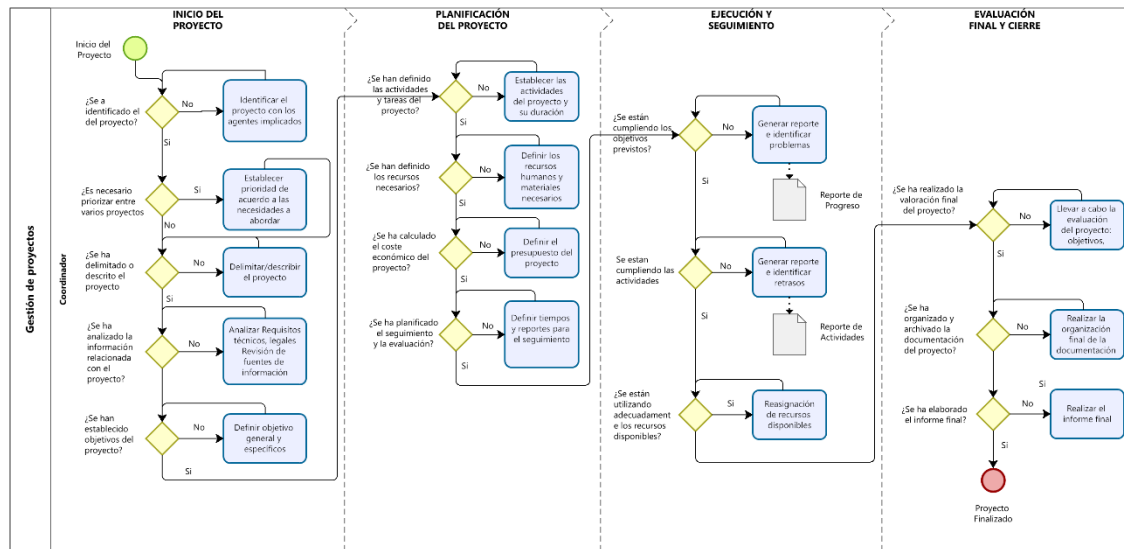 INICIO DEL
PROYECTO
PLANIFICACIÓN
DEL PROYECTO
EJECUCIÓN Y
SEGUIMIENTO
EVALUACIÓN
FINAL Y CIERRE
Gestión de proyectos
Coordinador
Inicio del
Proyecto
¿Se a
identificado el
del proyecto?
No
Identificar el
proyecto con los
agentes implicados
Si
¿Es necesario
priorizar entre
varios proyectos
Si
Establecer
prioridad de
acuerdo a las
necesidades a
abordar
No
¿Se ha
delimitado o
descrito el
proyecto
No
Delimitar/describir
el proyecto
Si
¿Se ha
analizado la
información
relacionada
con el
proyecto?
No
Analizar Requisitos
técnicos, legales
Revisión de
fuentes de
información
Si
¿Se han
establecido
objetivos del
proyecto?
No
Definir objetivo
general y
específicos
Si
¿Se han definido
las actividades
y tareas del
proyecto?
No
Establecer las
actividades
del proyecto y
su duración
Si
¿Se han definido
los recursos
necesarios?
No
Definir los
recursos
humanos y
materiales
necesarios
Si
¿Se ha calculado
el coste
económico
del proyecto?
No
Definir el
presupuesto del
proyecto
Si
¿Se ha planificado
el seguimiento
y la evaluación?
No
Definir tiempos
y reportes para
el seguimiento
Si
¿Se están
cumpliendo los
objetivos
previstos?
No
Generar reporte
e identificar
problemas
Reporte de
Progreso
Si
Se estan
cumpliendo las
actividades
No
Generar reporte
e identificar
retrasos
Reporte de
Actividades
Si
¿Se están
utilizando
adecuadament
e los recursos
disponibles?
Si
Reasignación
de recursos
disponibles
¿Se ha realizado la
valoración final
del proyecto?
No
Llevar a cabo la
evaluación
del proyecto:
objetivos,
Si
¿Se ha
organizado y
archivado la
documentación
del proyecto?
No
Realizar la
organización
final de la
documentación
Si
¿Se ha elaborado
el informe final?
No
Realizar el
informe final
Si
Proyecto
Finalizado